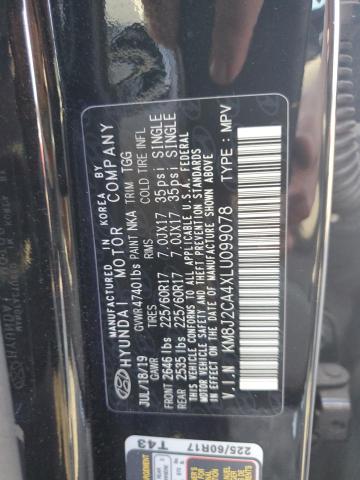 MANUFACTURED IN KOREA BY
HYUNDAI MOTOR COMPANY
JUL/18/19 GVWR 4740lbs PAINT NKA TRIM TGG
GAWR TIRES RIMS COLD TIRE INFL
FRONT 2646 lbs 225/60R17 7.0JX17 35psi SINGLE
REAR 2535 lbs 225/60R17 7.0JX17 35psi SINGLE
THIS VEHICLE CONFORMS TO ALL APPLICABLE U.S.A. FEDERAL
MOTOR VEHICLE SAFETY, BUMPER, AND THEFT PREVENTION STANDARDS
IN EFFECT ON THE DATE OF MANUFACTURE SHOWN ABOVE.
V.I.N : KM8J2CA4XLU099078 TYPE : MPV
225/60R17
T43